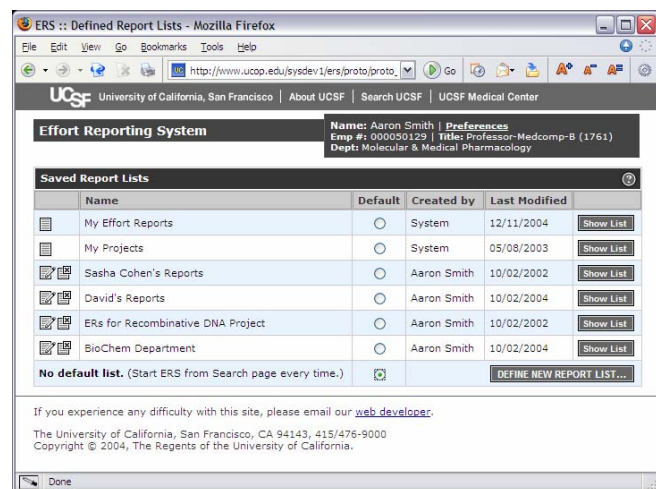 ERS :: Defined Report Lists - Mozilla Firefox
File Edit View Go Bookmarks Tools Help
http://www.ucop.edu/sysdev1/ers/proto/proto_ Go
UCSF University of California, San Francisco | About UCSF | Search UCSF | UCSF Medical Center
Effort Reporting System
Name: Aaron Smith | Preferences
Emp #: 000050129 | Title: Professor-Medcomp-B (1761)
Dept: Molecular & Medical Pharmacology
Saved Report Lists
Name Default Created by Last Modified
My Effort Reports System 12/11/2004 Show List
My Projects System 05/08/2003 Show List
Sasha Cohen's Reports Aaron Smith 10/02/2002 Show List
David's Reports Aaron Smith 10/02/2004 Show List
ERs for Recombinative DNA Project Aaron Smith 10/02/2002 Show List
BioChem Department Aaron Smith 10/02/2004 Show List
No default list. (Start ERS from Search page every time.) DEFINE NEW REPORT LIST...
If you experience any difficulty with this site, please email our web developer.
The University of California, San Francisco, CA 94143, 415/476-9000
Copyright © 2004, The Regents of the University of California.
Done